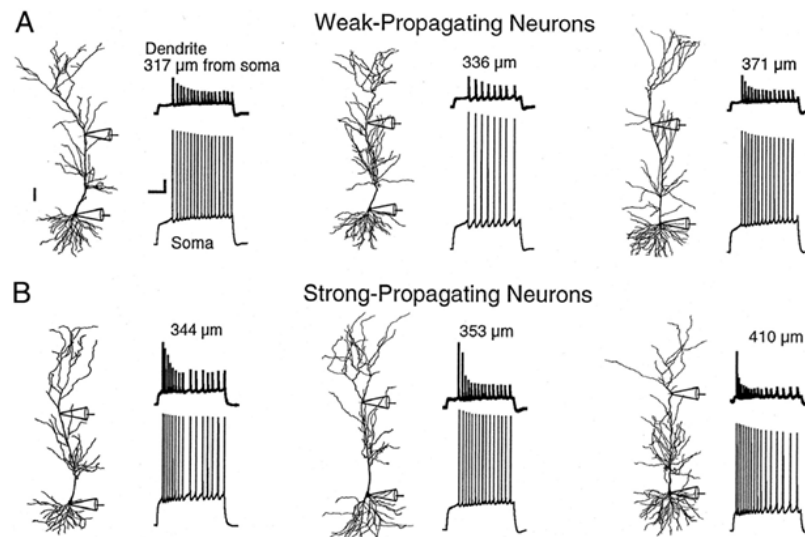 A
Weak-Propagating Neurons
Dendrite
317 µm from soma
336 µm
371 µm
Soma
B
Strong-Propagating Neurons
344 µm
353 µm
410 µm